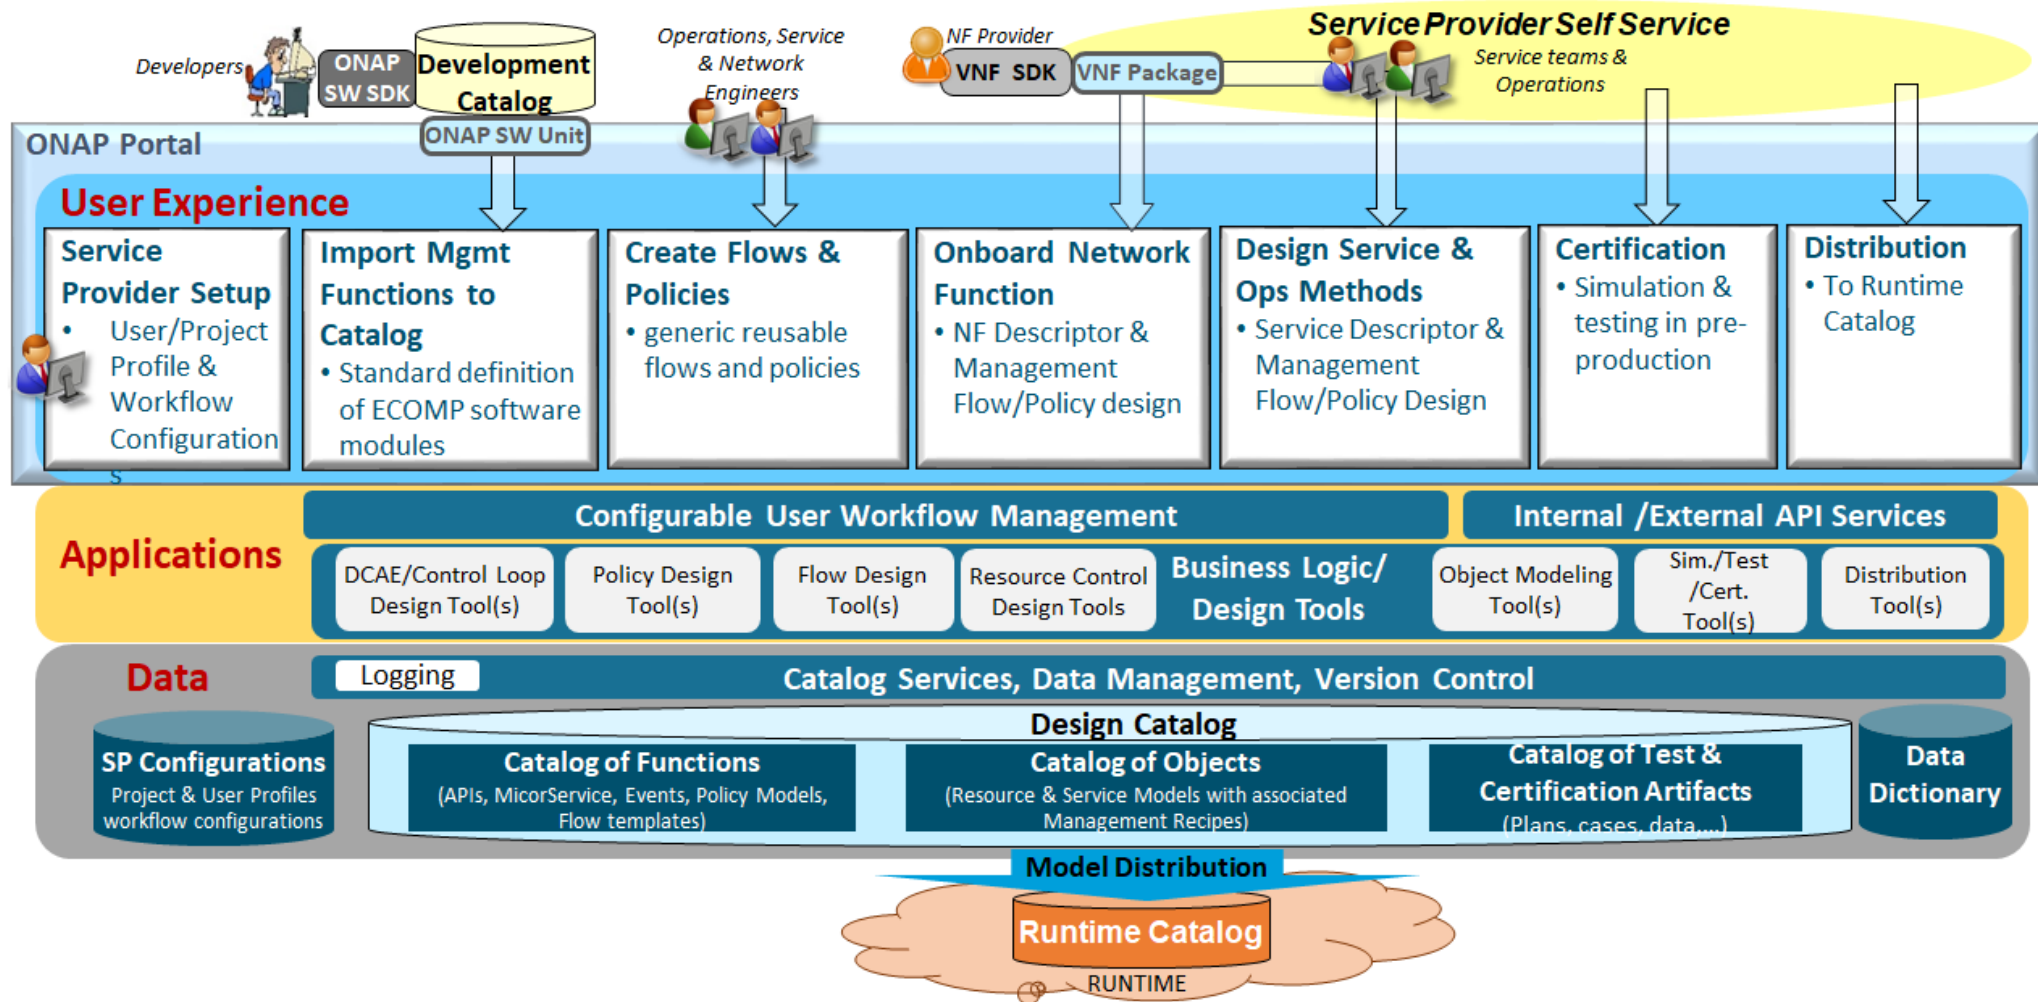 Service Provider Self Service
Service teams &
Operations
Developers
ONAP
SW SDK
Development
Catalog
ONAP SW Unit
Operations, Service
& Network
Engineers
NF Provider
VNF SDK
VNF Package
ONAP Portal
User Experience
Service
Provider Setup
• User/Project
Profile &
Workflow
Configuration
s
Import Mgmt
Functions to
Catalog
• Standard definition
of ECOMP software
modules
Create Flows &
Policies
• generic reusable
flows and policies
Onboard Network
Function
• NF Descriptor &
Management
Flow/Policy design
Design Service &
Ops Methods
• Service Descriptor &
Management
Flow/Policy Design
Certification
• Simulation &
testing in pre-
production
Distribution
• To Runtime
Catalog
Applications
Configurable User Workflow Management
Internal /External API Services
DCAE/Control Loop
Design Tool(s)
Policy Design
Tool(s)
Flow Design
Tool(s)
Resource Control
Design Tools
Business Logic/
Design Tools
Object Modeling
Tool(s)
Sim./Test
/Cert.
Tool(s)
Distribution
Tool(s)
Data
Logging
Catalog Services, Data Management, Version Control
SP Configurations
Project & User Profiles
workflow configurations
Design Catalog
Catalog of Functions
(APIs, MicorService, Events, Policy Models,
Flow templates)
Catalog of Objects
(Resource & Service Models with associated
Management Recipes)
Catalog of Test &
Certification Artifacts
(Plans, cases, data,...)
Data
Dictionary
Model Distribution
Runtime Catalog
RUNTIME